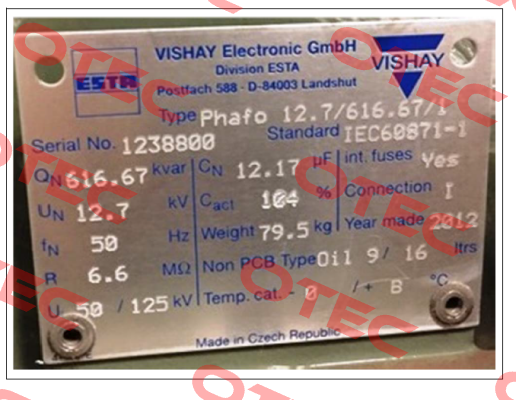 VISHAY Electronic GmbH
Division ESTA
Postfach 588 - D-84003 Landshut
ESTA
VISHAY
Type Phafo 12.7/616.67/1
Serial No. 1238800 Standard IEC60871-1
QN 616.67 kvar CN 12.17 µF int. fuses Yes
UN 12.7 kV Cact 104 % Connection I
fN 50 Hz Weight 79.5 kg Year made 2012
R 6.6 MΩ Non PCB Type Oil 9/ 16 ltrs
U 50 / 125 kV Temp. cat. - 0 / + B °C
Made in Czech Republic
OTEC